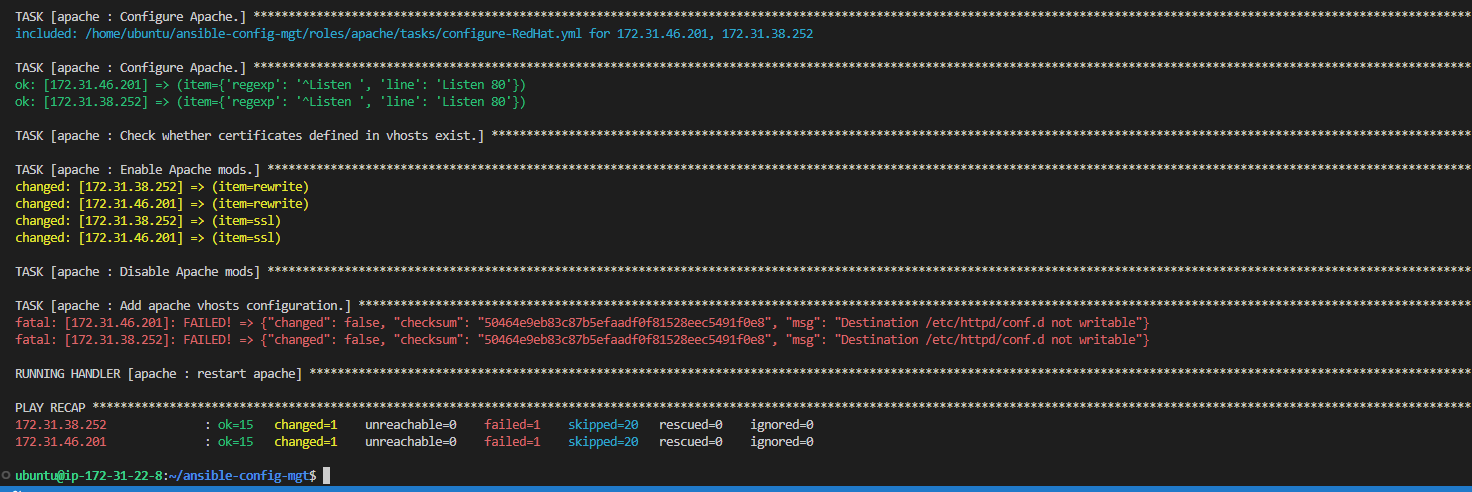 TASK [apache : Configure Apache.] ****************************************************************************************************************************************************************************
included: /home/ubuntu/ansible-config-mgt/roles/apache/tasks/configure-RedHat.yml for 172.31.46.201, 172.31.38.252
TASK [apache : Configure Apache.] ****************************************************************************************************************************************************************************
ok: [172.31.46.201] => (item={'regexp': '^Listen ', 'line': 'Listen 80'})
ok: [172.31.38.252] => (item={'regexp': '^Listen ', 'line': 'Listen 80'})
TASK [apache : Check whether certificates defined in vhosts exist.] ******************************************************************************************************************************************
TASK [apache : Enable Apache mods.] **************************************************************************************************************************************************************************
changed: [172.31.38.252] => (item=rewrite)
changed: [172.31.46.201] => (item=rewrite)
changed: [172.31.38.252] => (item=ssl)
changed: [172.31.46.201] => (item=ssl)
TASK [apache : Disable Apache mods] **************************************************************************************************************************************************************************
TASK [apache : Add apache vhosts configuration.] *************************************************************************************************************************************************************
fatal: [172.31.46.201]: FAILED! => {"changed": false, "checksum": "50464e9eb83c87b5efaadf0f81528eec5491f0e8", "msg": "Destination /etc/httpd/conf.d not writable"}
fatal: [172.31.38.252]: FAILED! => {"changed": false, "checksum": "50464e9eb83c87b5efaadf0f81528eec5491f0e8", "msg": "Destination /etc/httpd/conf.d not writable"}
RUNNING HANDLER [apache : restart apache] ********************************************************************************************************************************************************************
PLAY RECAP ***************************************************************************************************************************************************************************************************
172.31.38.252 : ok=15 changed=1 unreachable=0 failed=1 skipped=20 rescued=0 ignored=0
172.31.46.201 : ok=15 changed=1 unreachable=0 failed=1 skipped=20 rescued=0 ignored=0
ubuntu@ip-172-31-22-8:~/ansible-config-mgt$